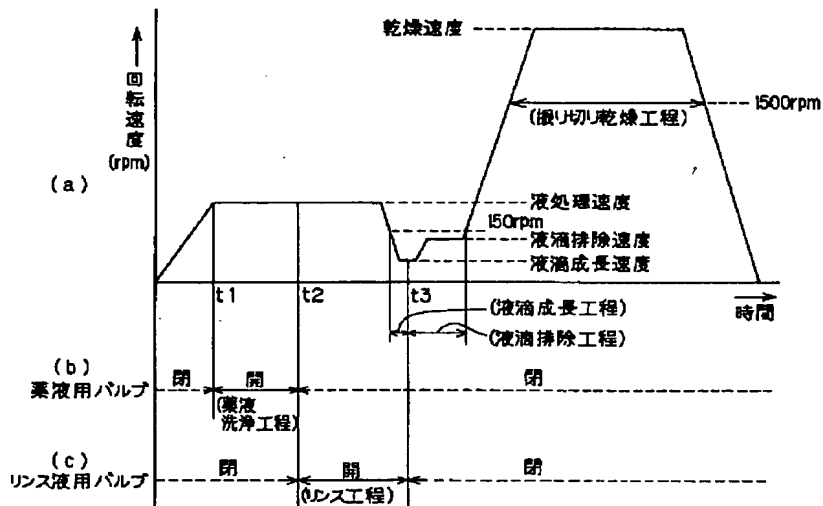 乾燥速度
回転速度
(rpm)
1500rpm
(振り切り乾燥工程)
(a)
液処理速度
150rpm
液滴排除速度
液滴成長速度
t1
t2
t3
時間
(液滴成長工程)
(液滴排除工程)
(b)
薬液用バルブ
閉
開
閉
(薬液
洗浄工程)
(c)
リンス液用バルブ
閉
開
閉
(リンス工程)